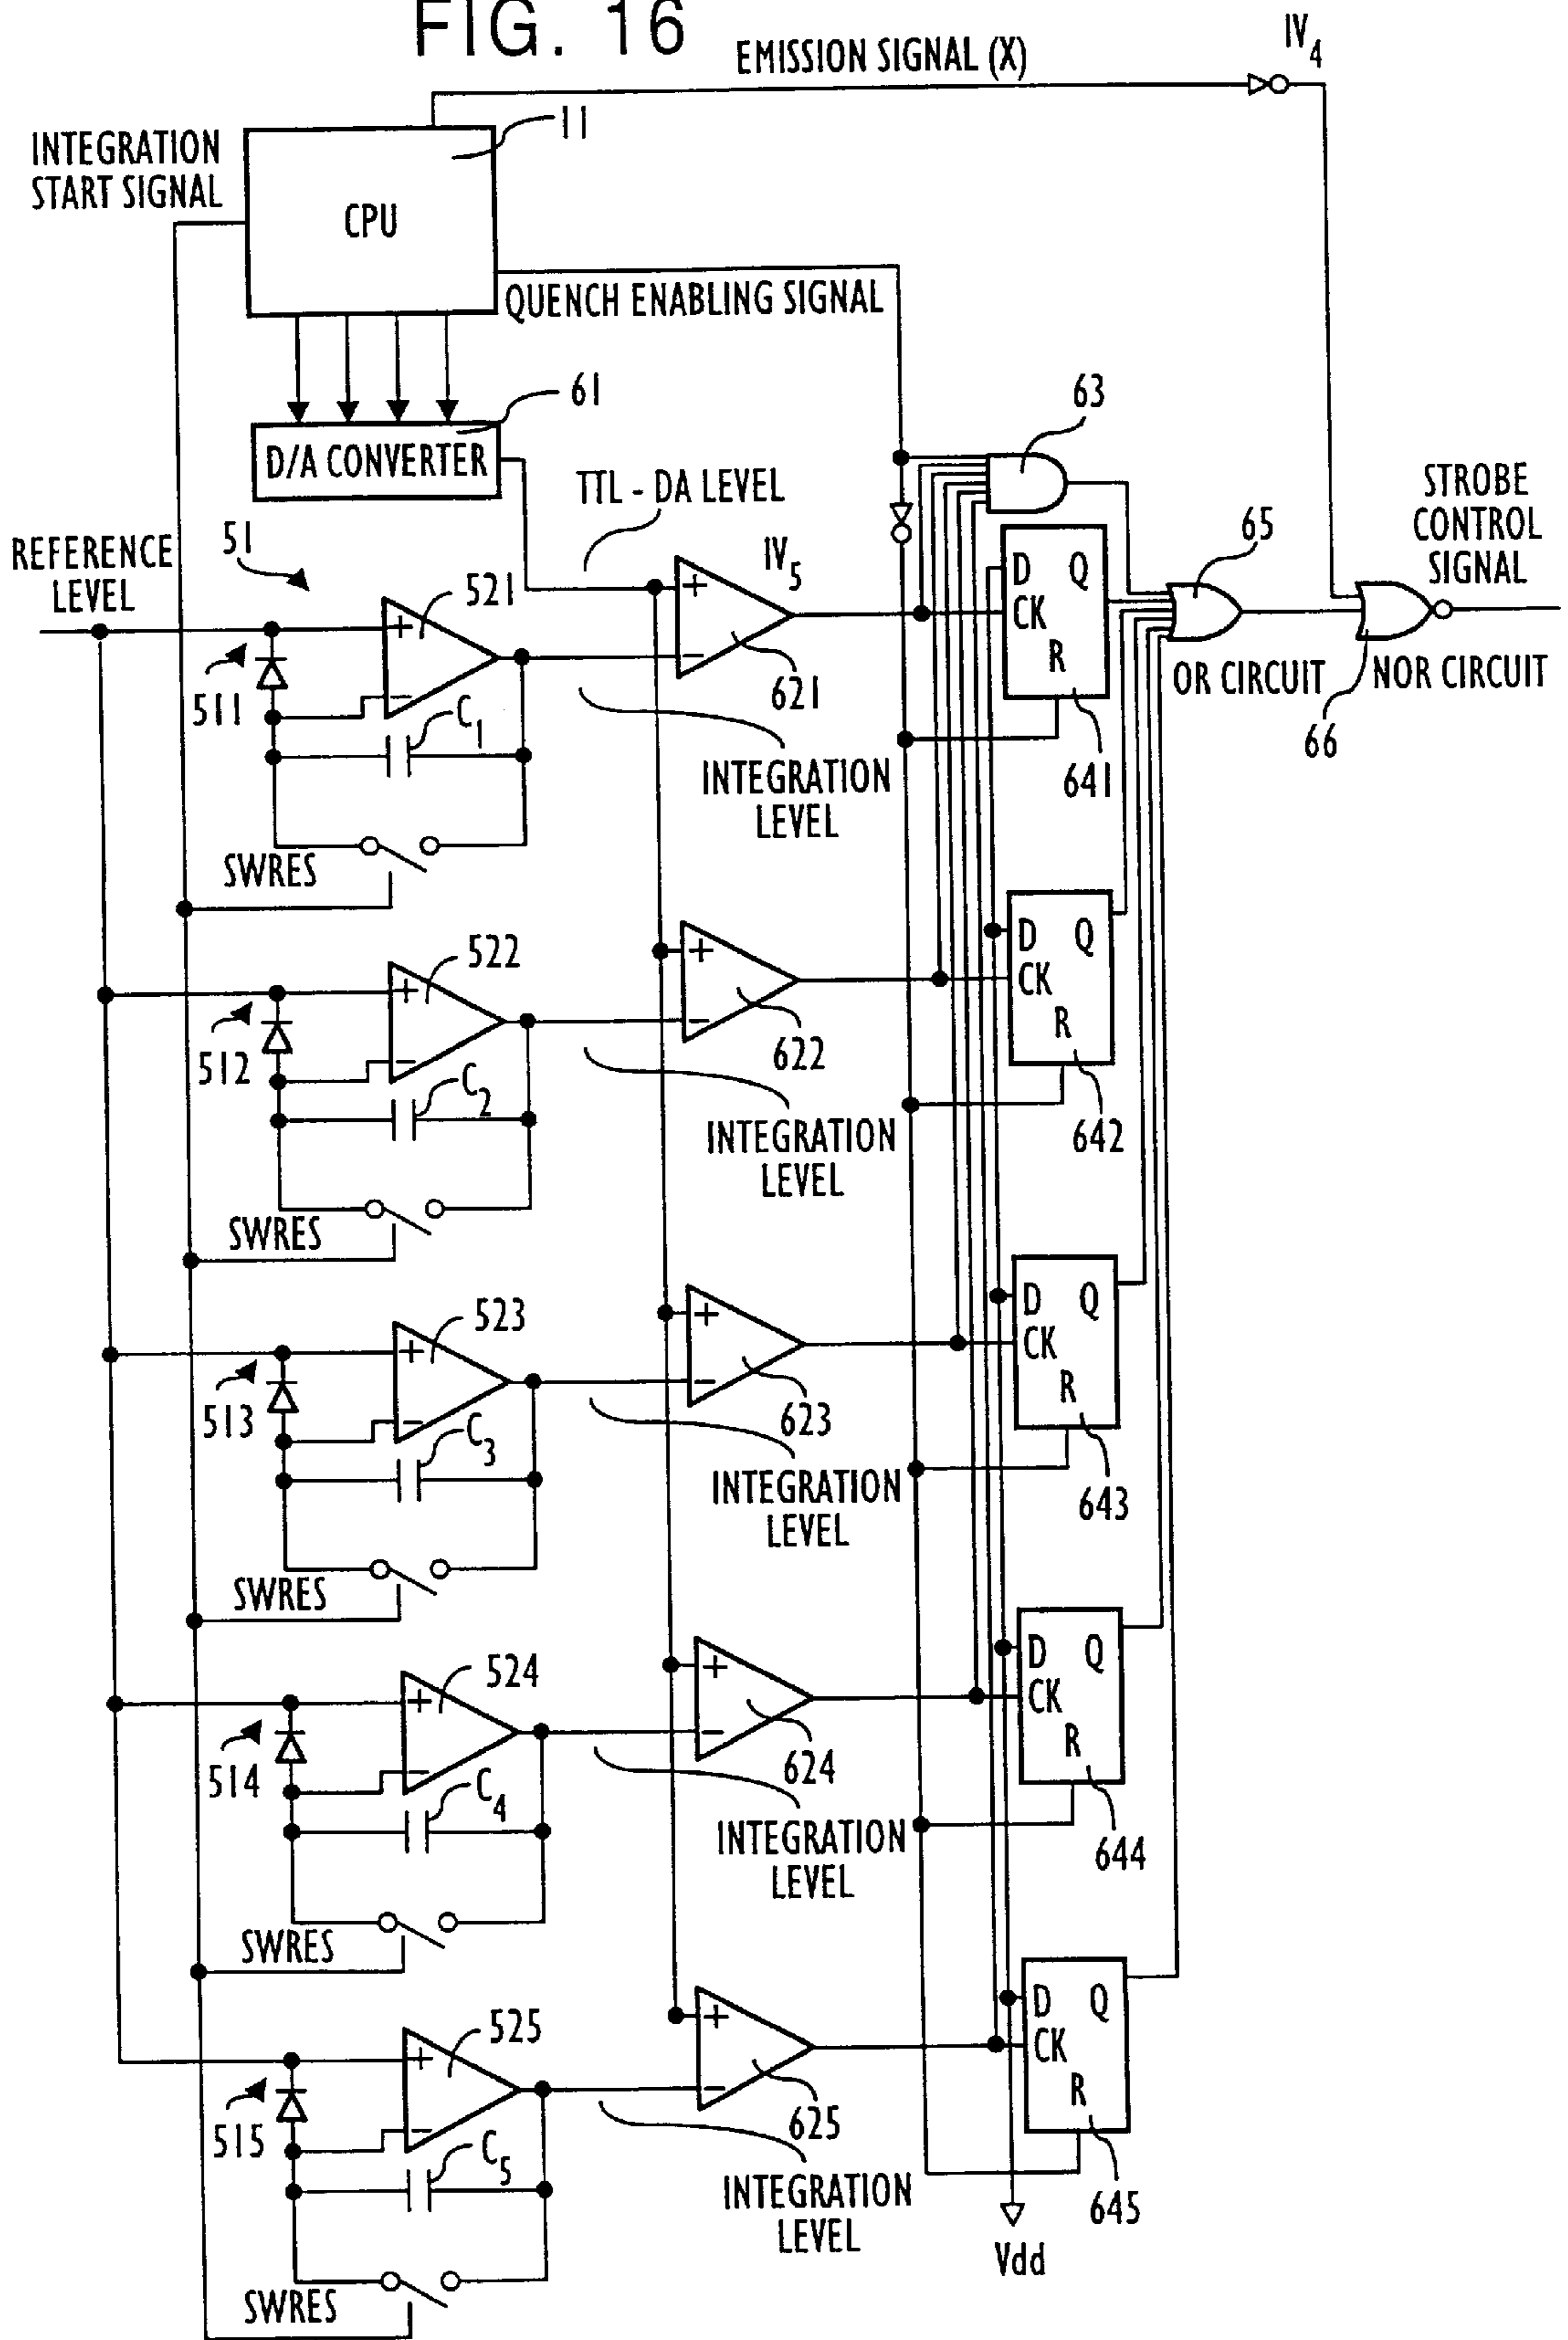 FIG. 16
EMISSION SIGNAL (X)
IV4
INTEGRATION
START SIGNAL
11
CPU
QUENCH ENABLING SIGNAL
61
D/A CONVERTER
63
TTL - DA LEVEL
STROBE
CONTROL
SIGNAL
REFERENCE
LEVEL
51
521
+
−
IV5
+
−
D Q
CK
R
65
511
C1
621
OR CIRCUIT
NOR CIRCUIT
66
INTEGRATION
LEVEL
641
SWRES
522
+
−
+
−
D Q
CK
R
512
C2
622
INTEGRATION
LEVEL
642
SWRES
523
+
−
+
−
D Q
CK
R
513
C3
623
INTEGRATION
LEVEL
643
SWRES
524
+
−
+
−
D Q
CK
R
514
C4
624
INTEGRATION
LEVEL
644
SWRES
525
+
−
+
−
D Q
CK
R
515
C5
625
INTEGRATION
LEVEL
645
Vdd
SWRES